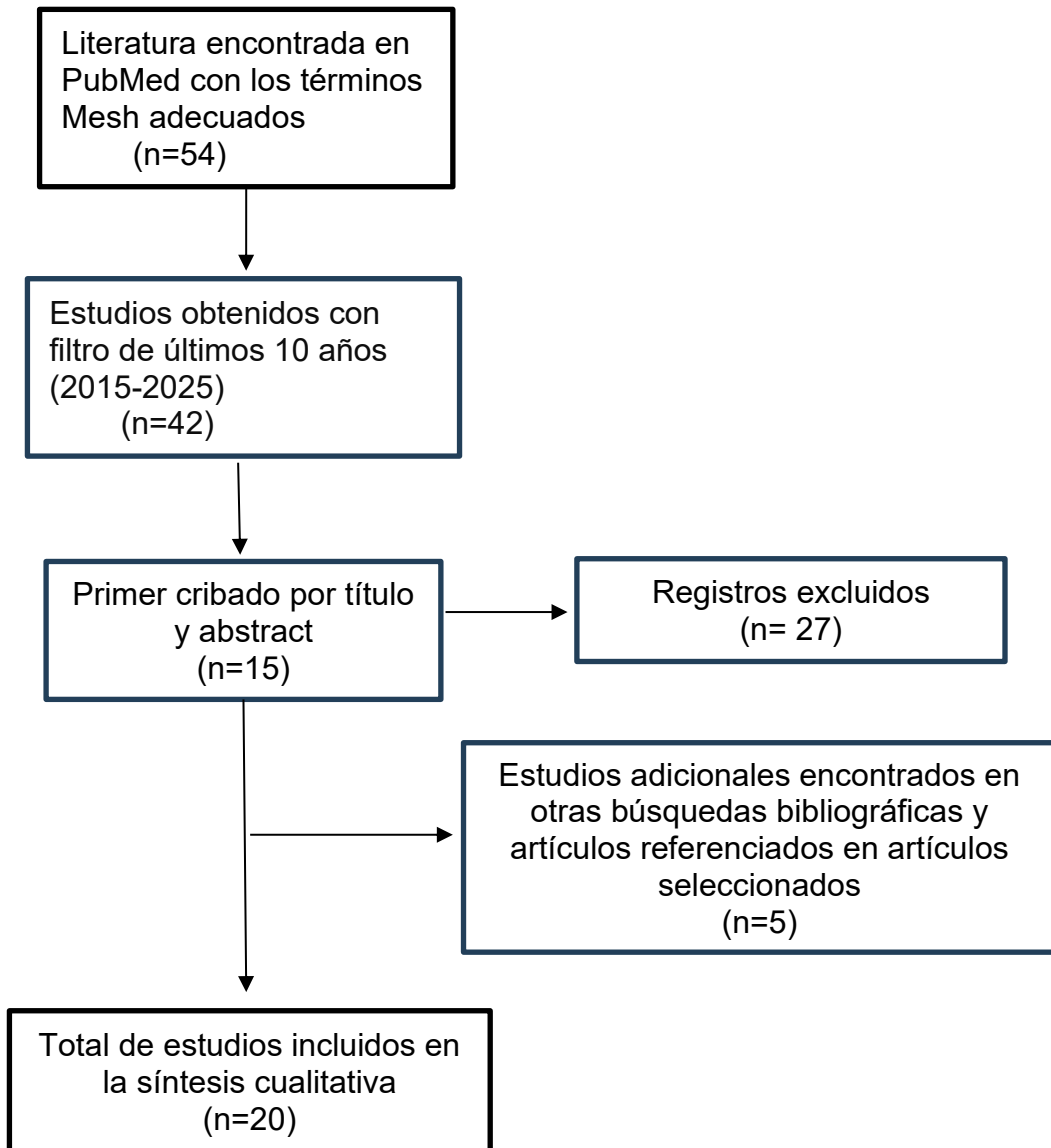 Literatura encontrada en
PubMed con los términos
Mesh adecuados
(n=54)
Estudios obtenidos con
filtro de últimos 10 años
(2015-2025)
(n=42)
Primer cribado por título
y abstract
(n=15)
Registros excluidos
(n= 27)
Estudios adicionales encontrados en
otras búsquedas bibliográficas y
artículos referenciados en artículos
seleccionados
(n=5)
Total de estudios incluidos en
la síntesis cualitativa
(n=20)